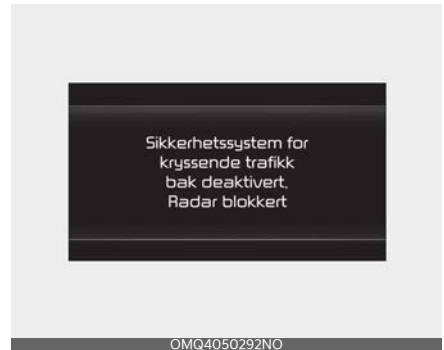 Sikkerhetssystem for
kryssende trafikk
bak deaktivert.
Radar blokkert
OMQ4050292NO